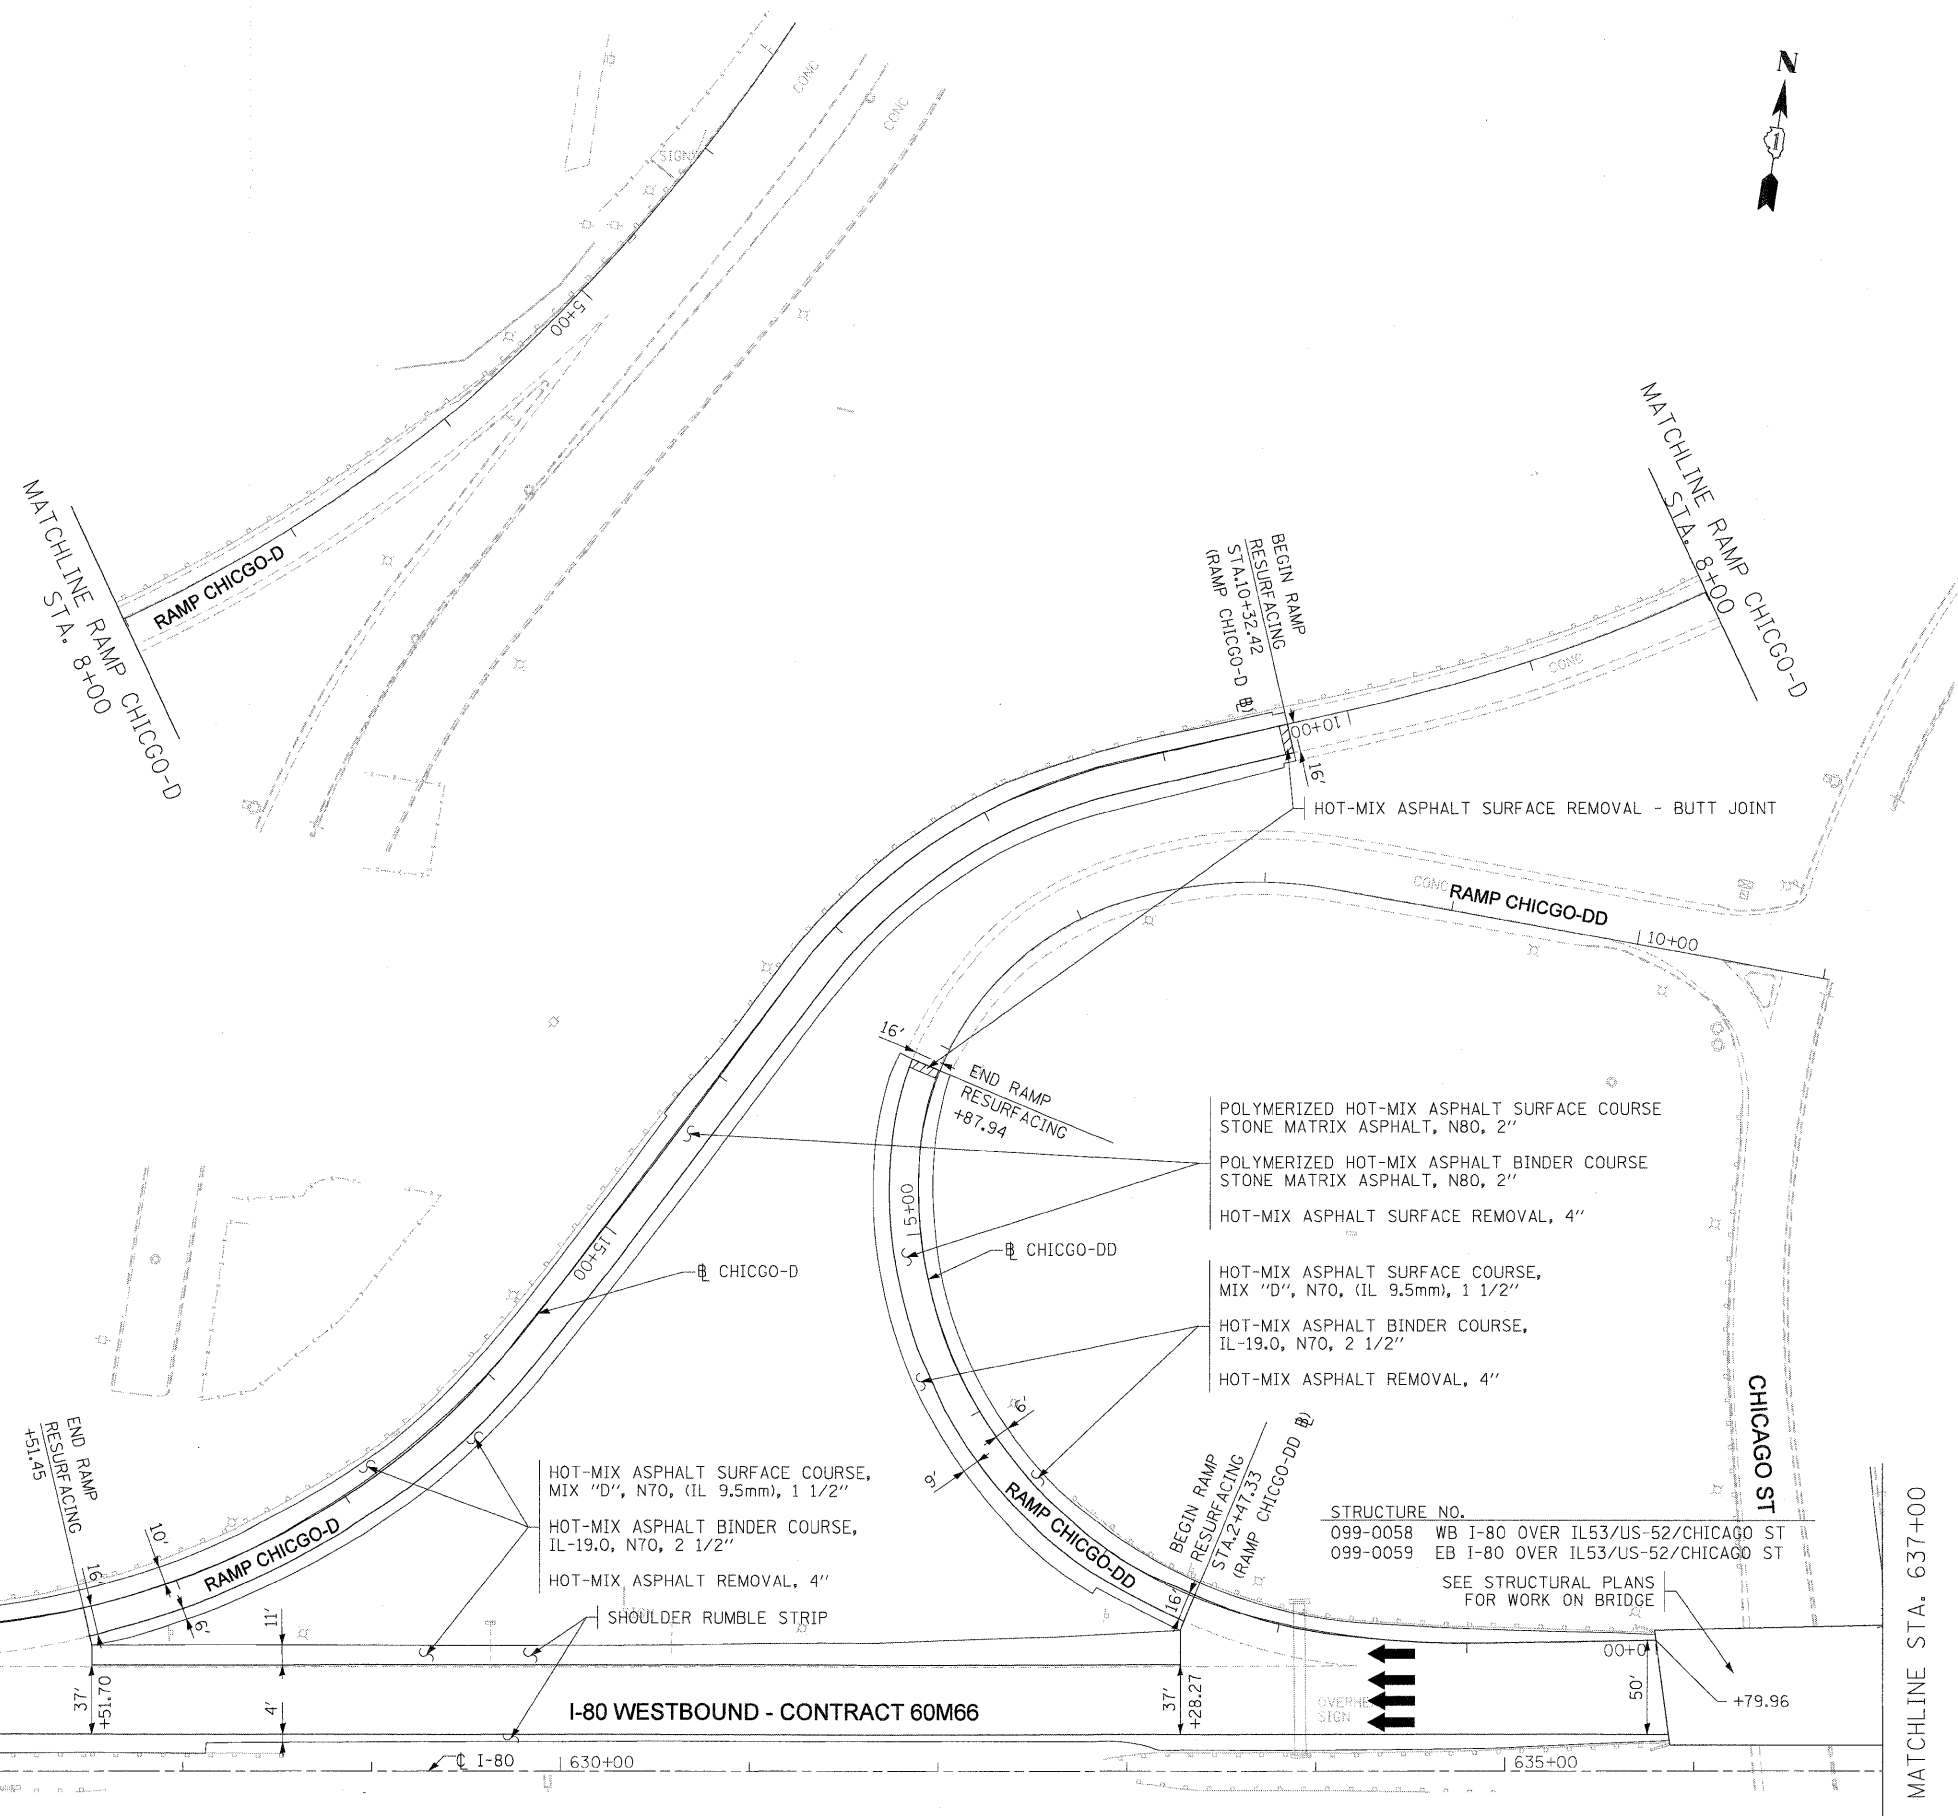 N
CONC
CONC
SIGN
5+00
MATCHLINE RAMP CHICGO-D
STA. 8+00
RAMP CHICGO-D
MATCHLINE RAMP CHICGO-D
STA. 8+00
BEGIN RAMP
RESURFACING
STA.10+32.42
(RAMP CHICGO-D ℄)
CONC
10+00
16'
HOT-MIX ASPHALT SURFACE REMOVAL - BUTT JOINT
CONC
RAMP CHICGO-DD
10+00
16'
END RAMP
RESURFACING
+87.94
POLYMERIZED HOT-MIX ASPHALT SURFACE COURSE
STONE MATRIX ASPHALT, N80, 2"
POLYMERIZED HOT-MIX ASPHALT BINDER COURSE
STONE MATRIX ASPHALT, N80, 2"
HOT-MIX ASPHALT SURFACE REMOVAL, 4"
5+00
CHICGO-DD
15+00
CHICGO-D
HOT-MIX ASPHALT SURFACE COURSE,
MIX "D", N70, (IL 9.5mm), 1 1/2"
HOT-MIX ASPHALT BINDER COURSE,
IL-19.0, N70, 2 1/2"
HOT-MIX ASPHALT REMOVAL, 4"
CHICAGO ST
6'
9'
RAMP CHICGO-DD
BEGIN RAMP
RESURFACING
STA.2+47.33
(RAMP CHICGO-DD)
16'
END RAMP
RESURFACING
+51.45
16'
10'
RAMP CHICGO-D
6'
HOT-MIX ASPHALT SURFACE COURSE,
MIX "D", N70, (IL 9.5mm), 1 1/2"
HOT-MIX ASPHALT BINDER COURSE,
IL-19.0, N70, 2 1/2"
HOT-MIX ASPHALT REMOVAL, 4"
SHOULDER RUMBLE STRIP
STRUCTURE NO.
099-0058 WB I-80 OVER IL53/US-52/CHICAGO ST
099-0059 EB I-80 OVER IL53/US-52/CHICAGO ST
SEE STRUCTURAL PLANS
FOR WORK ON BRIDGE
11'
0+00
37'
+51.70
4'
I-80 WESTBOUND - CONTRACT 60M66
37'
+28.27
SIGN
50'
+79.96
℄ I-80
630+00
635+00
MATCHLINE STA. 637+00